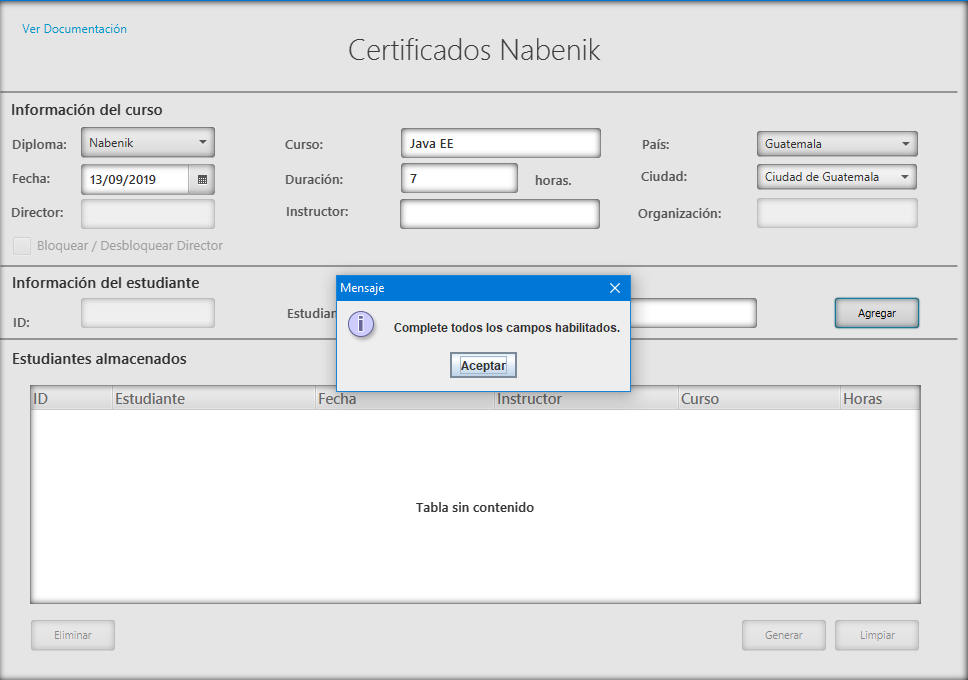 Ver Documentación
Certificados Nabenik
Información del curso
Diploma: Nabenik Curso: Java EE País: Guatemala
Fecha: 13/09/2019 Duración: 7 horas. Ciudad: Ciudad de Guatemala
Director: Instructor: Organización:
Bloquear / Desbloquear Director
Información del estudiante
ID: Agregar
Mensaje
Complete todos los campos habilitados.
Aceptar
Estudiantes almacenados
ID Estudiante Fecha Instructor Curso Horas
Tabla sin contenido
Eliminar Generar Limpiar